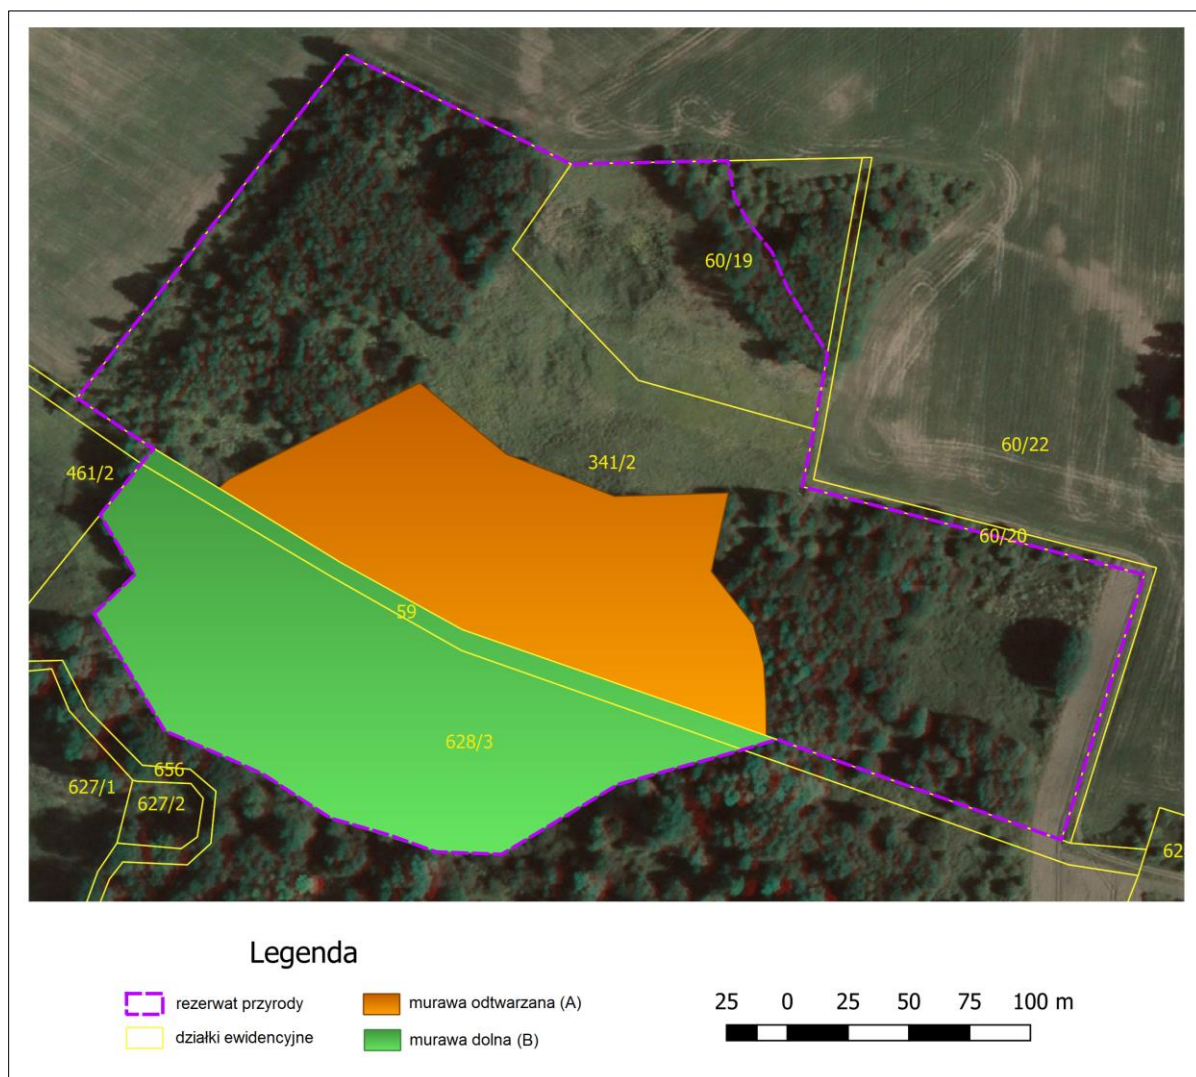 60/19
461/2
341/2
60/22
60/20
59
628/3
656
627/1
627/2
62
Legenda
rezerwat przyrody
działki ewidencyjne
murawa odtwarzana (A)
murawa dolna (B)
25 0 25 50 75 100 m